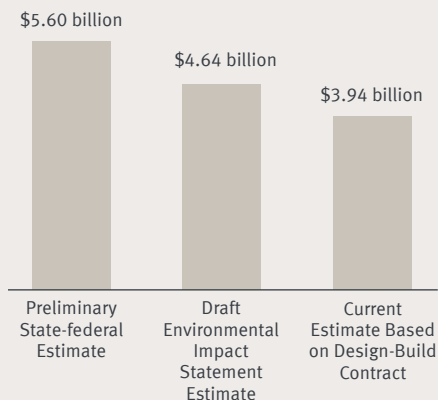 $5.60 billion
$4.64 billion
$3.94 billion
Preliminary
State-federal
Estimate
Draft
Environmental
Impact
Statement
Estimate
Current
Estimate Based
on Design-Build
Contract